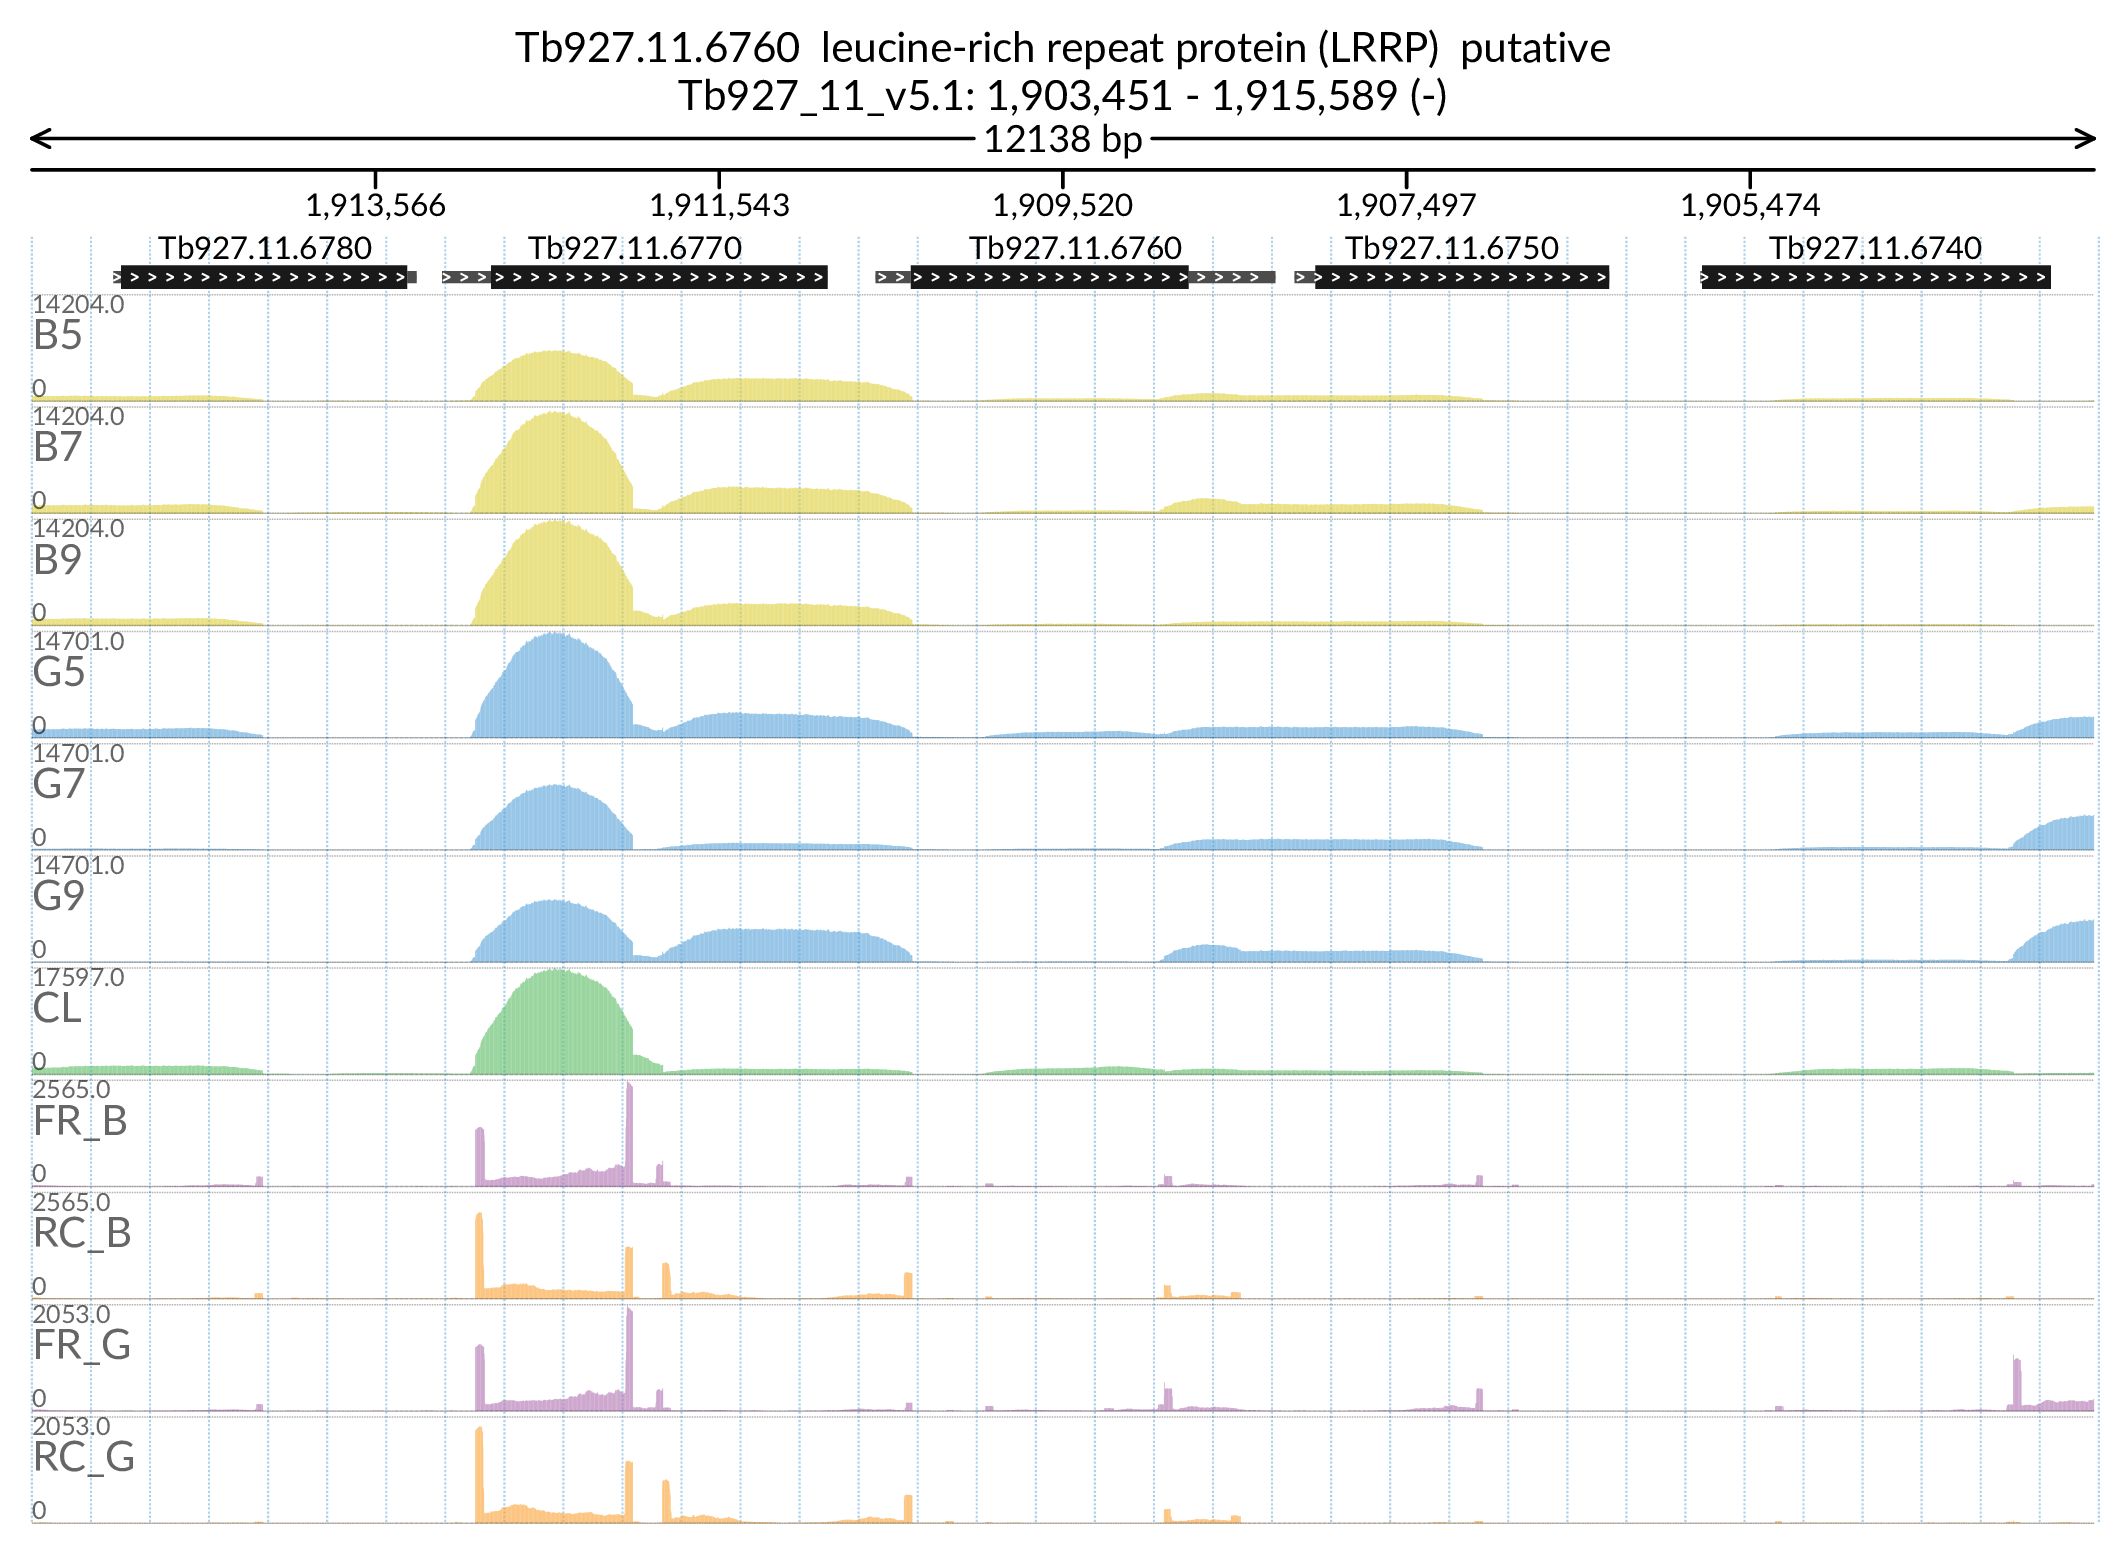 Tb927.11.6760  leucine-rich repeat protein (LRRP)  putative
Tb927_11_v5.1: 1,903,451 - 1,915,589 (-)
12138 bp
1,913,566 1,911,543 1,909,520 1,907,497 1,905,474
Tb927.11.6780 Tb927.11.6770 Tb927.11.6760 Tb927.11.6750 Tb927.11.6740
14204.0
B5
0
14204.0
B7
0
14204.0
B9
0
14701.0
G5
0
14701.0
G7
0
14701.0
G9
0
17597.0
CL
0
2565.0
FR_B
0
2565.0
RC_B
0
2053.0
FR_G
0
2053.0
RC_G
0